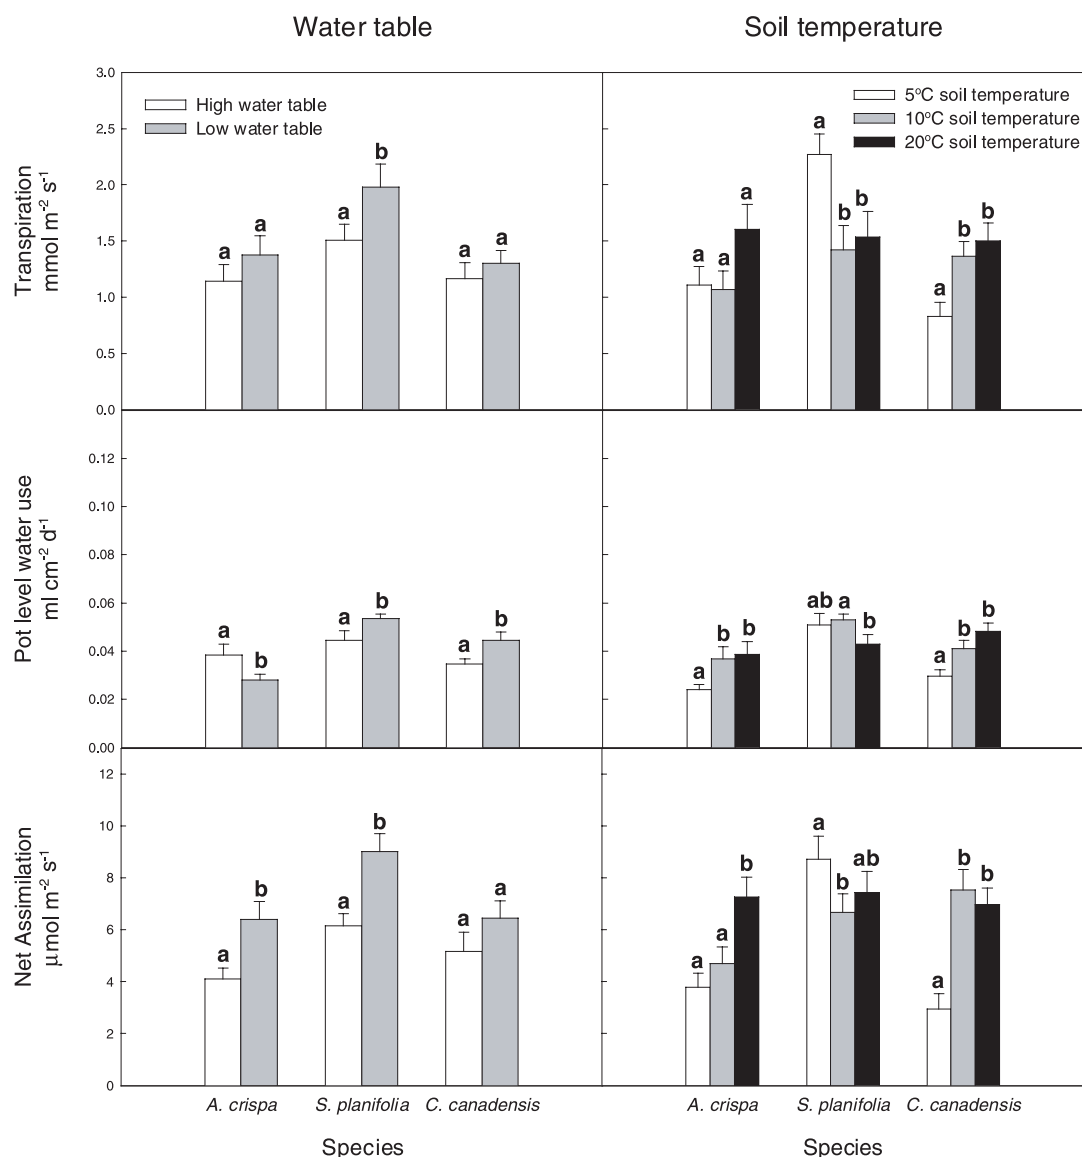 Water table
Soil temperature
Transpiration
mmol m⁻² s⁻¹
3.0
2.5
2.0
1.5
1.0
0.5
0.0
High water table
Low water table
a
a
a
b
a
a
5ºC soil temperature
10ºC soil temperature
20ºC soil temperature
a
a
a
a
b
b
a
b
b
Pot level water use
ml cm⁻² d⁻¹
0.12
0.10
0.08
0.06
0.04
0.02
0.00
a
b
a
b
a
b
a
b
b
ab
a
b
a
b
b
Net Assimilation
μmol m⁻² s⁻¹
12
10
8
6
4
2
0
a
b
a
b
a
a
a
a
b
a
b
ab
a
b
b
A. crispa
S. planifolia
C. canadensis
A. crispa
S. planifolia
C. canadensis
Species
Species